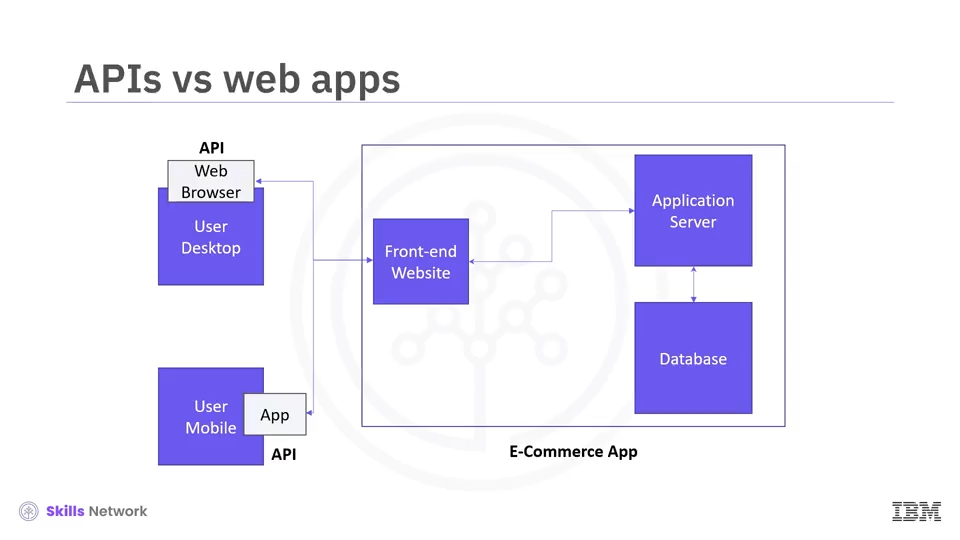 APIs vs web apps
API
Web
Browser
User
Desktop
User
Mobile
App
API
Front-end
Website
Application
Server
Database
E-Commerce App
Skills Network
IBM